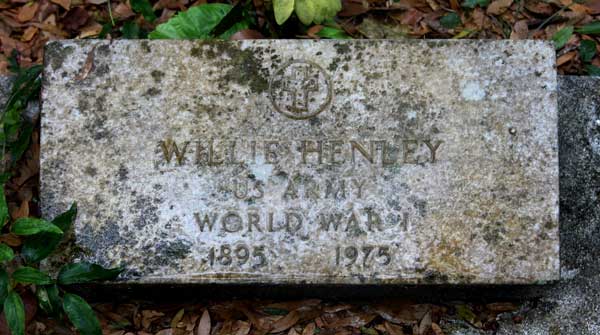 WILLIE HENLEY
US ARMY
WORLD WAR I
1895 1975